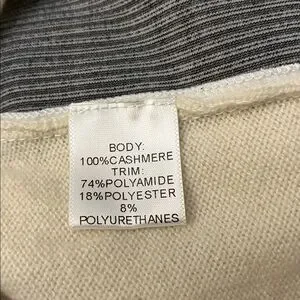 BODY:
100%CASHMERE
TRIM:
74%POLYAMIDE
18%POLYESTER
8%
POLYURETHANES